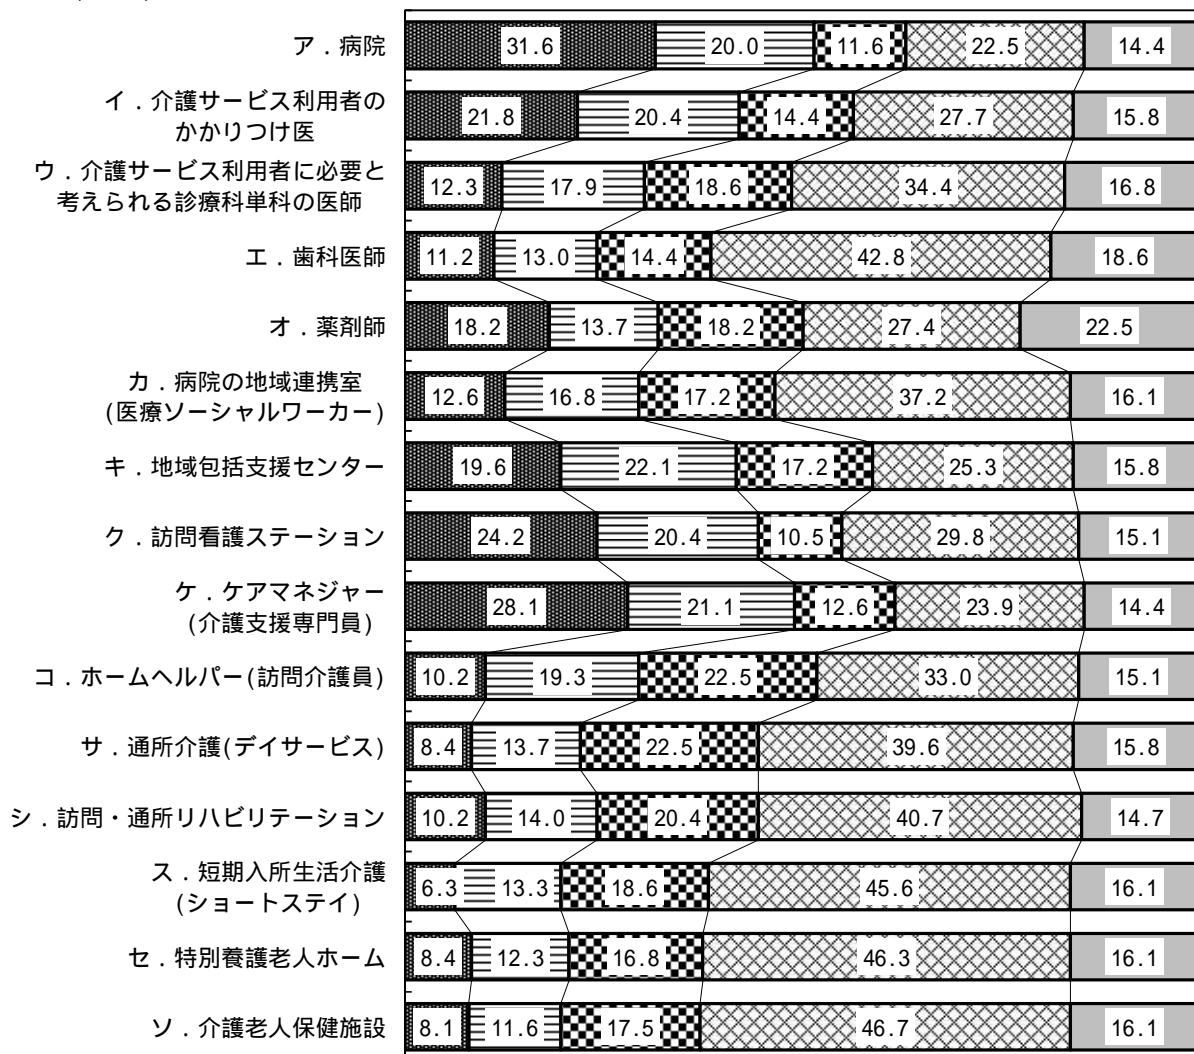 ア．病院
31.6 20.0 11.6 22.5 14.4
イ．介護サービス利用者の
かかりつけ医
21.8 20.4 14.4 27.7 15.8
ウ．介護サービス利用者に必要と
考えられる診療科単科の医師
12.3 17.9 18.6 34.4 16.8
エ．歯科医師
11.2 13.0 14.4 42.8 18.6
オ．薬剤師
18.2 13.7 18.2 27.4 22.5
カ．病院の地域連携室
(医療ソーシャルワーカー)
12.6 16.8 17.2 37.2 16.1
キ．地域包括支援センター
19.6 22.1 17.2 25.3 15.8
ク．訪問看護ステーション
24.2 20.4 10.5 29.8 15.1
ケ．ケアマネジャー
(介護支援専門員)
28.1 21.1 12.6 23.9 14.4
コ．ホームヘルパー(訪問介護員)
10.2 19.3 22.5 33.0 15.1
サ．通所介護(デイサービス)
8.4 13.7 22.5 39.6 15.8
シ．訪問・通所リハビリテーション
10.2 14.0 20.4 40.7 14.7
ス．短期入所生活介護
(ショートステイ)
6.3 13.3 18.6 45.6 16.1
セ．特別養護老人ホーム
8.4 12.3 16.8 46.3 16.1
ソ．介護老人保健施設
8.1 11.6 17.5 46.7 16.1